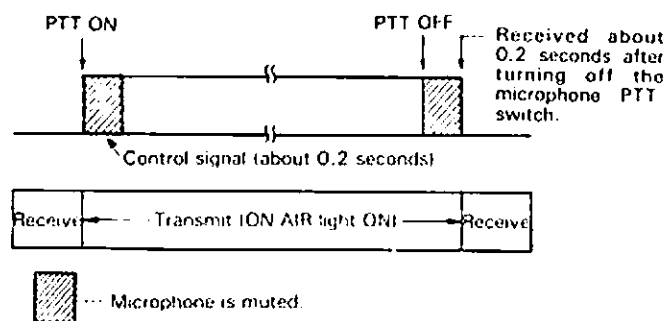 PTT ON
PTT OFF
Received about
0.2 seconds after
turning off the
microphone PTT
switch.
Control signal (about 0.2 seconds)
Receive
Transmit (ON AIR light ON)
Receive
Microphone is muted.